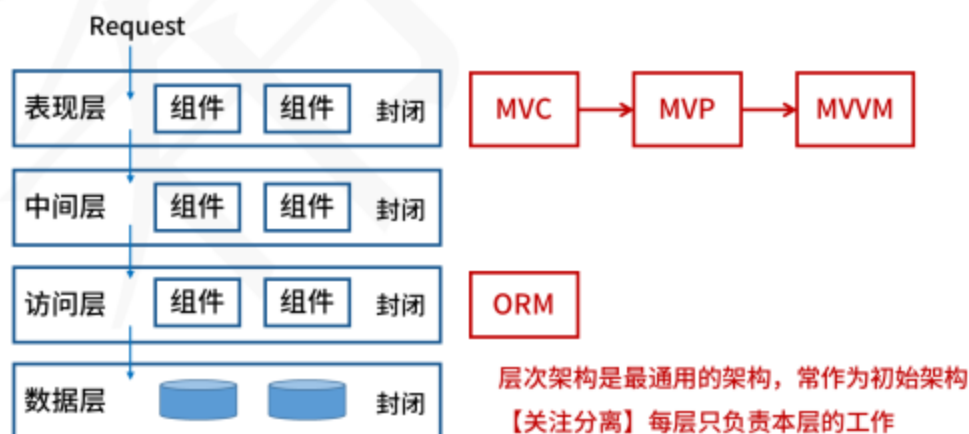 Request
表现层 组件 组件 封闭 MVC MVP MVVM
中间层 组件 组件 封闭
访问层 组件 组件 封闭 ORM
层次架构是最通用的架构，常作为初始架构
数据层 封闭
【关注分离】每层只负责本层的工作